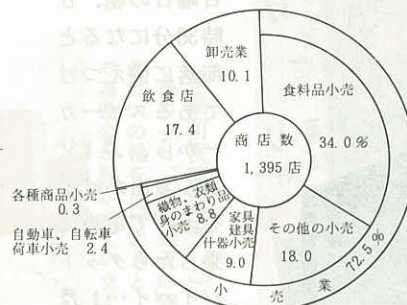 卸売業
10.1
食料品小売
34.0%
飲食店
17.4
商店数
1,395店
各種商品小売
0.3
自動車、自転車
荷車小売 2.4
織物、衣類
身のまわり品
小売 8.8
家具
建具
什器小売
9.0
その他の小売
18.0
小売業
72.5%